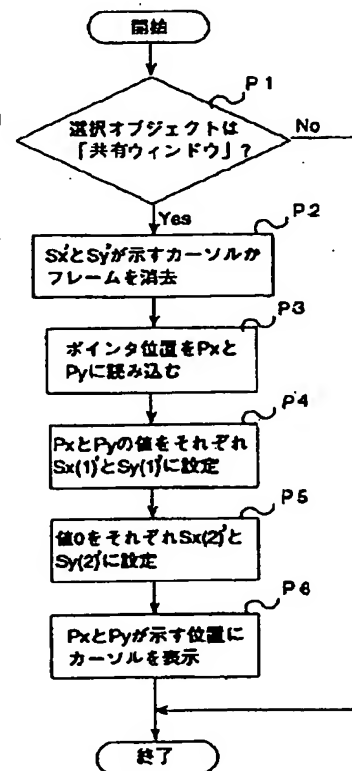 開始
P1
選択オブジェクトは
「共有ウィンドウ」?
No
Yes
P2
Sx'とSy'が示すカーソルか
フレームを消去
P3
ポインタ位置をPxと
Pyに読み込む
P4
PxとPyの値をそれぞれ
Sx(1)'とSy(1)'に設定
P5
値0をそれぞれSx(2)'と
Sy(2)'に設定
P6
PxとPyが示す位置に
カーソルを表示
終了